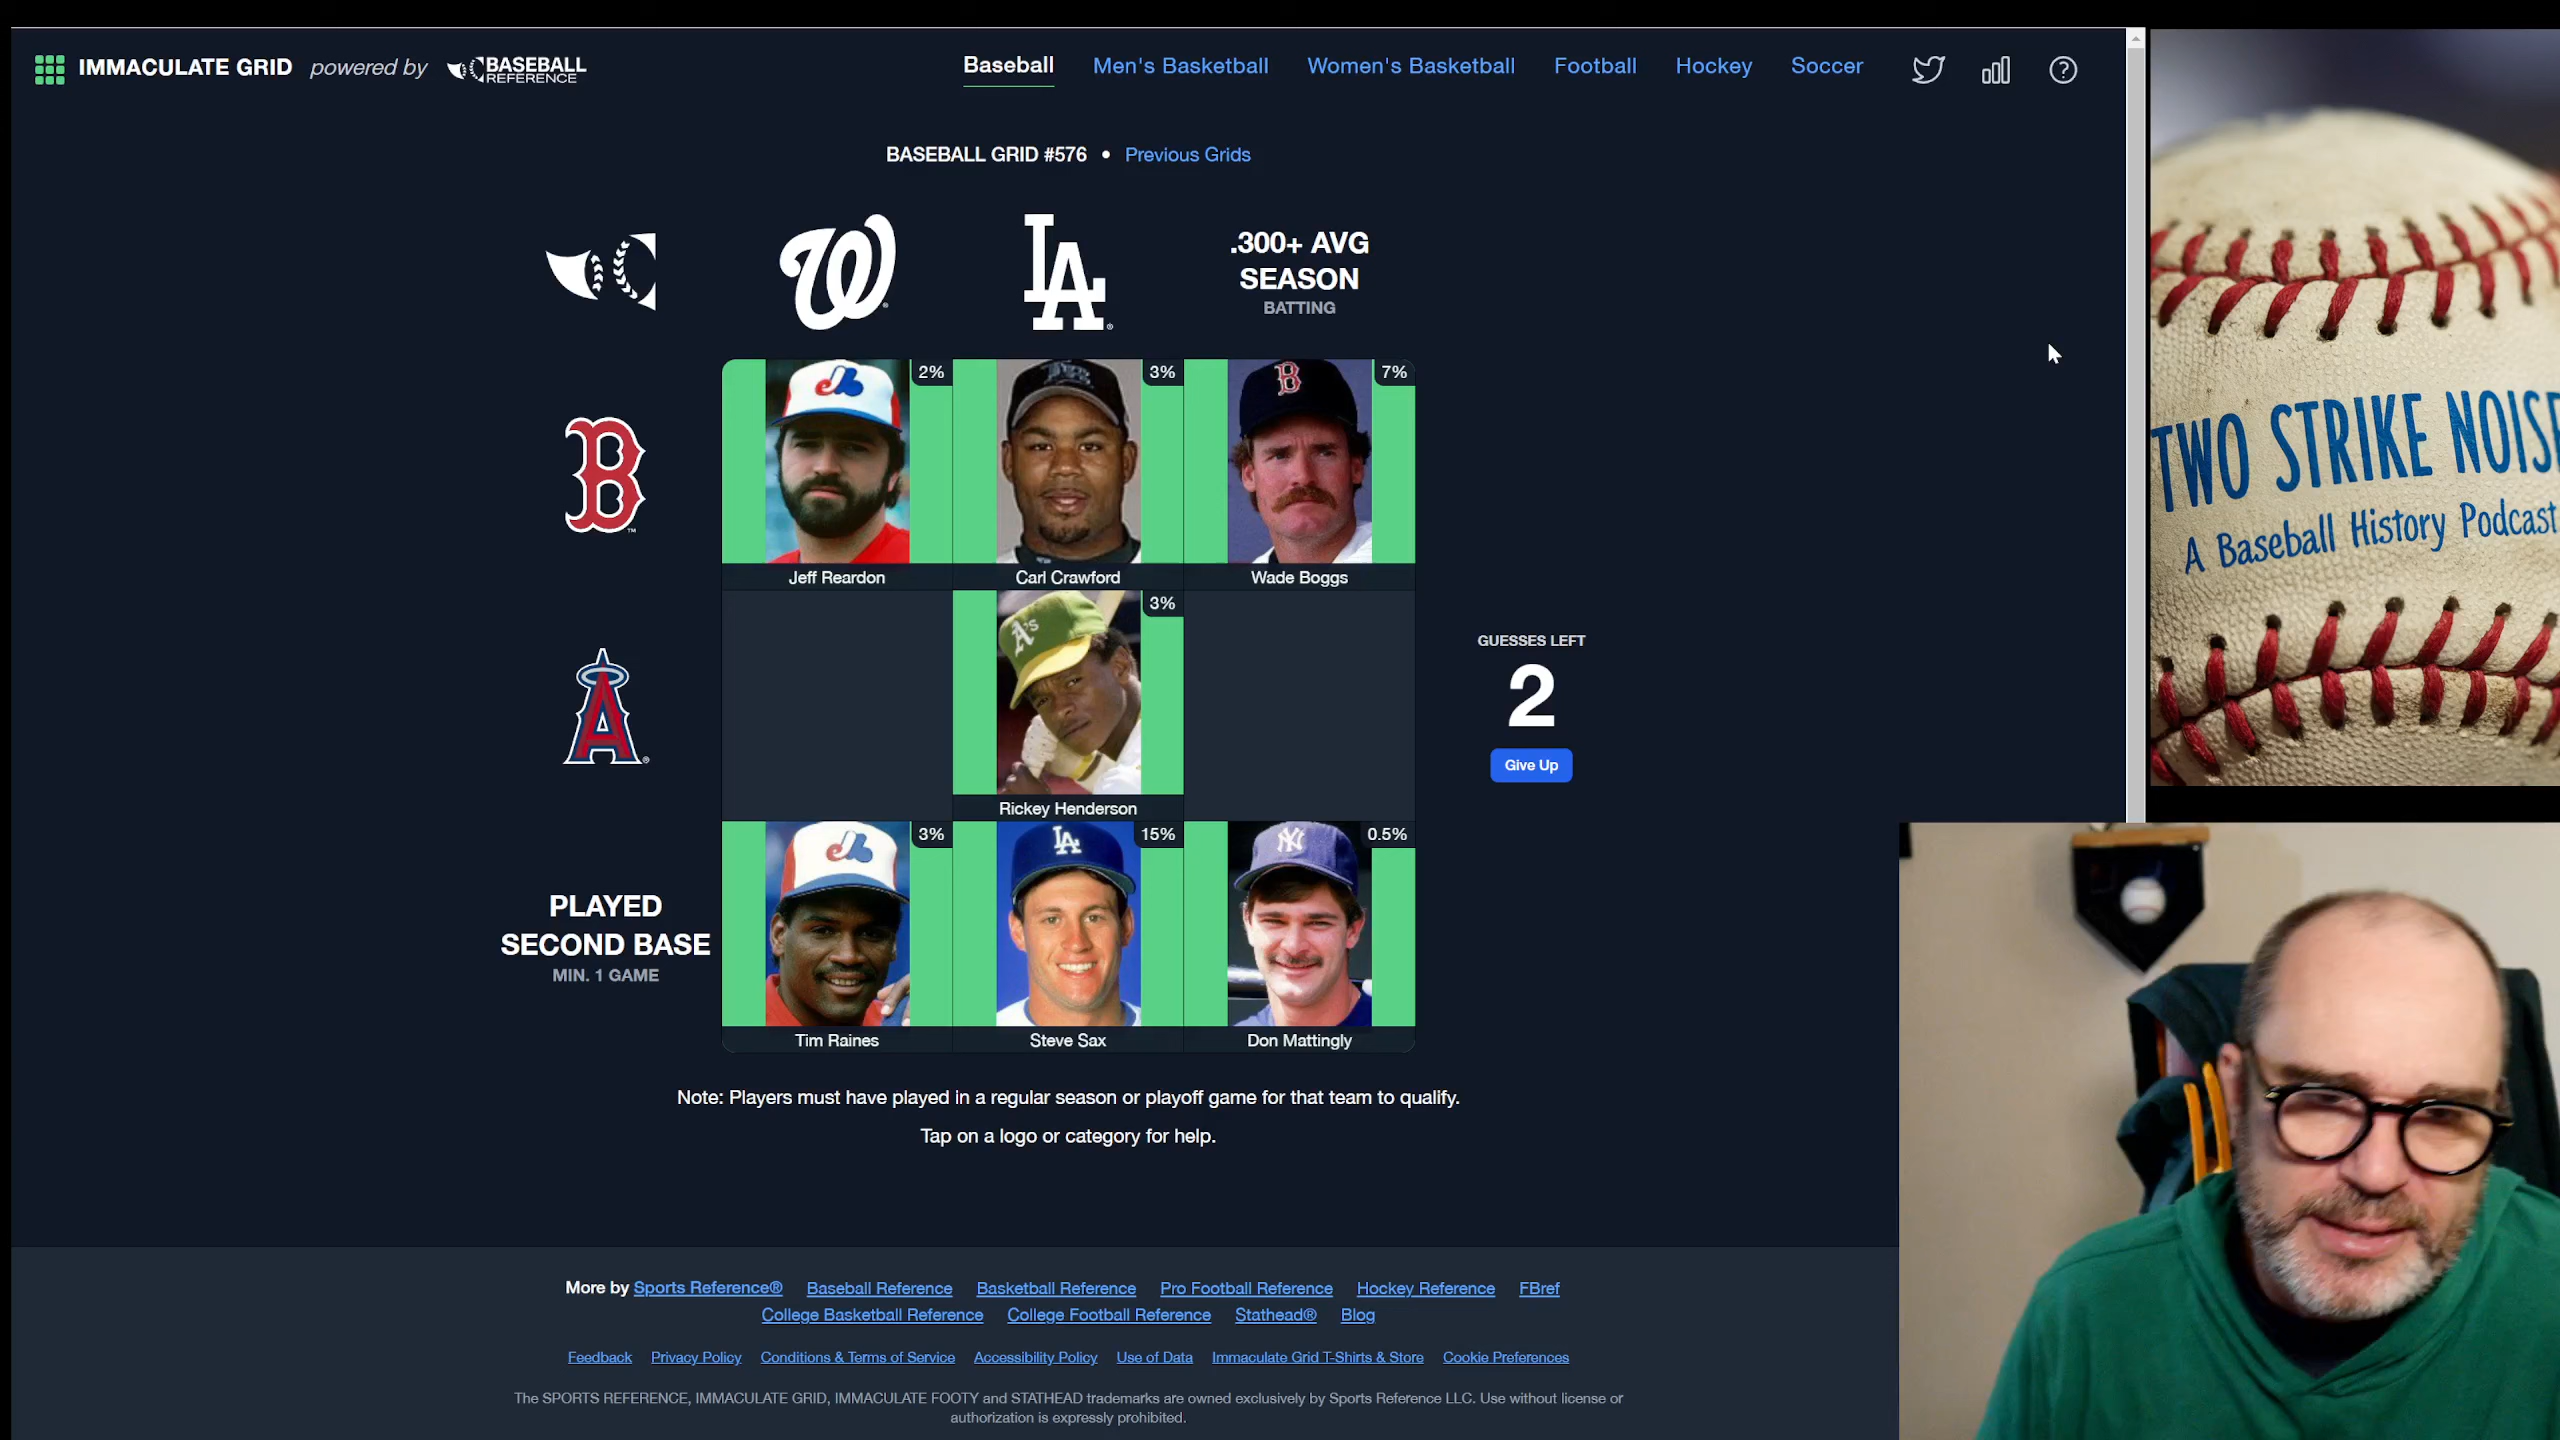 IMMACULATE GRID powered by BASEBALL REFERENCE
Baseball Men's Basketball Women's Basketball Football Hockey Soccer
BASEBALL GRID #576 • Previous Grids
W
LA
.300+ AVG
SEASON
BATTING
B
2%
3%
7%
Jeff Reardon
Carl Crawford
Wade Boggs
A
A's
3%
Rickey Henderson
GUESSES LEFT
2
Give Up
PLAYED
SECOND BASE
MIN. 1 GAME
3%
LA
15%
NY
0.5%
Tim Raines
Steve Sax
Don Mattingly
Note: Players must have played in a regular season or playoff game for that team to qualify.
Tap on a logo or category for help.
More by Sports Reference® Baseball Reference Basketball Reference Pro Football Reference Hockey Reference FBref
College Basketball Reference College Football Reference Stathead® Blog
Feedback Privacy Policy Conditions & Terms of Service Accessibility Policy Use of Data Immaculate Grid T-Shirts & Store Cookie Preferences
The SPORTS REFERENCE, IMMACULATE GRID, IMMACULATE FOOTY and STATHEAD trademarks are owned exclusively by Sports Reference LLC. Use without license or
authorization is expressly prohibited.
TWO STRIKE NOISE
A Baseball History Podcast